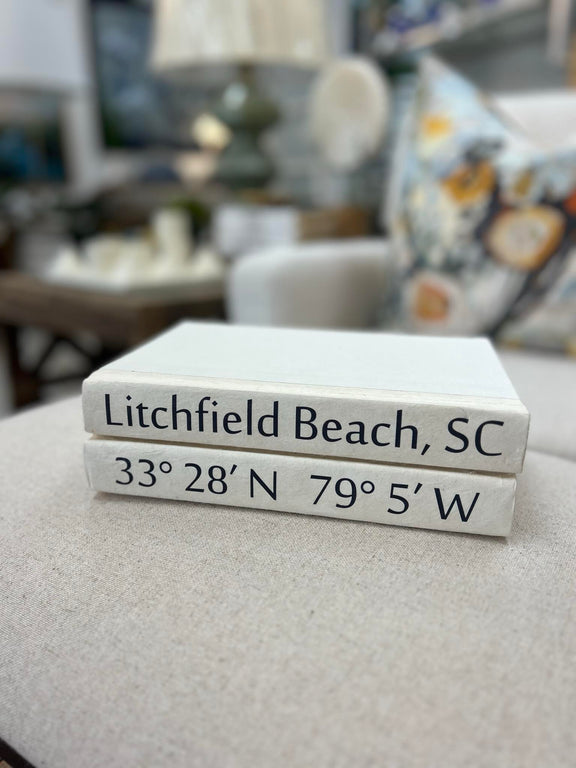 Litchfield Beach, SC
33° 28′ N 79° 5′ W